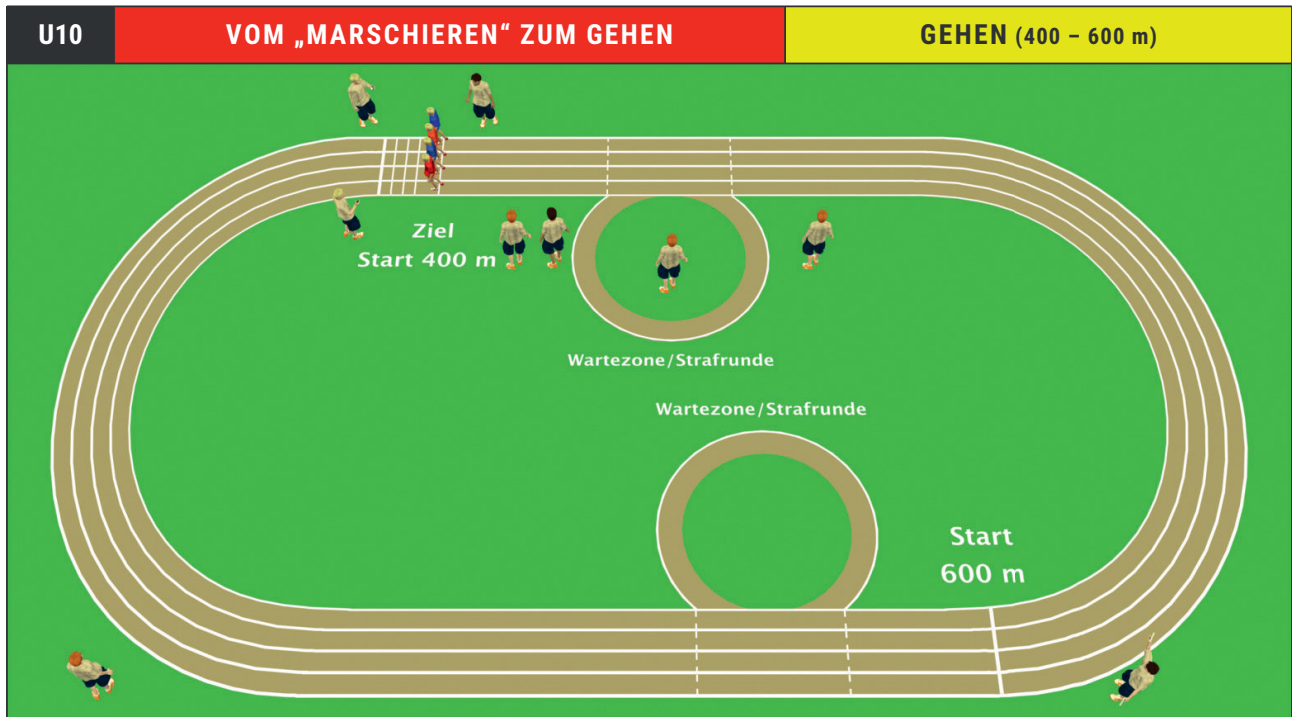 U10
VOM „MARSCHIEREN“ ZUM GEHEN
GEHEN (400 – 600 m)
Ziel
Start 400 m
Wartezone/Strafrunde
Wartezone/Strafrunde
Start
600 m